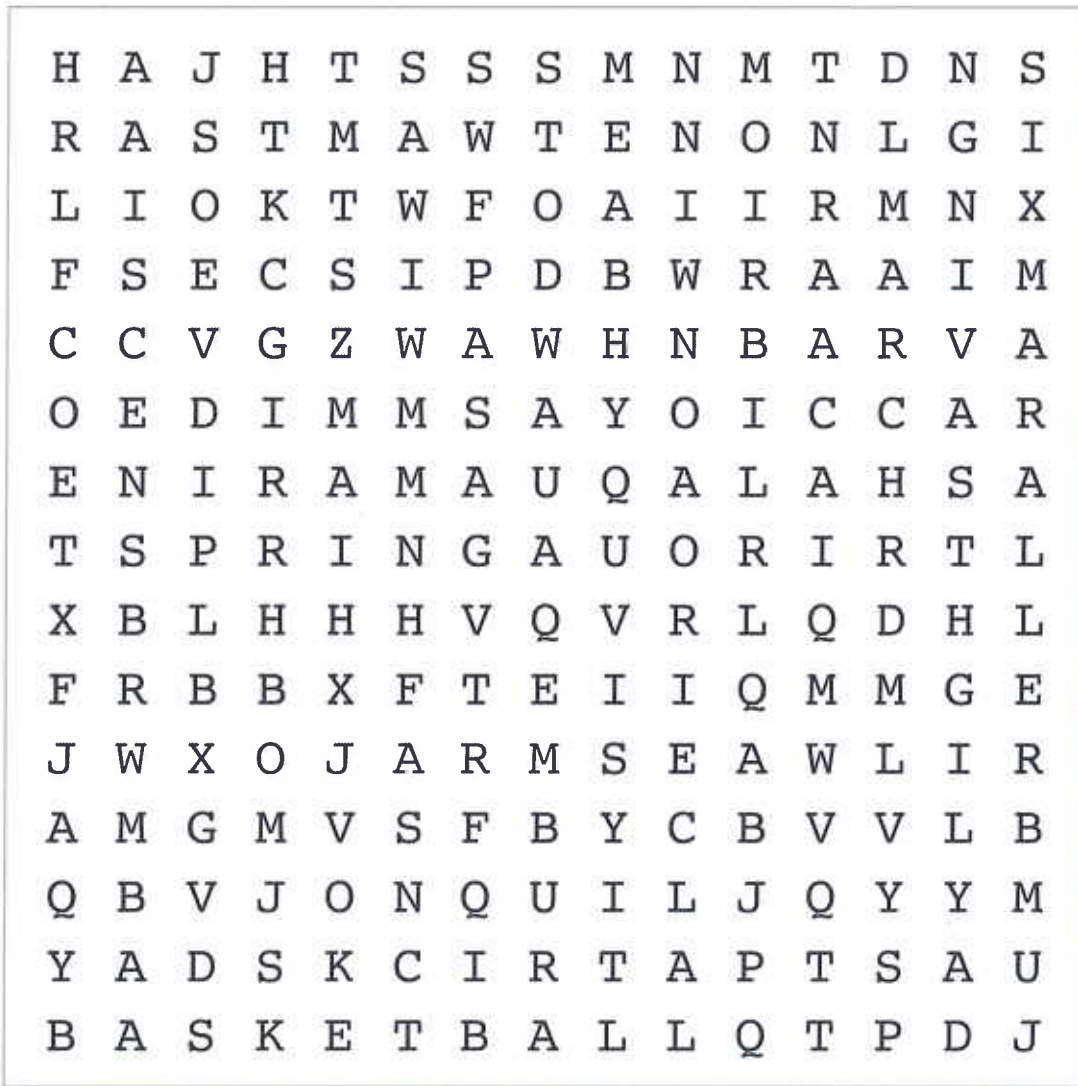 H A J H T S S S M N M T D N S
R A S T M A W T E N O N L G I
L I O K T W F O A I I R M N X
F S E C S I P D B W R A A I M
C C V G Z W A W H N B A R V A
O E D I M M S A Y O I C C A R
E N I R A M A U Q A L A H S A
T S P R I N G A U O R I R T L
X B L H H H V Q V R L Q D H L
F R B B X F T E I I Q M M G E
J W X O J A R M S E A W L I R
A M G M V S F B Y C B V V L B
Q B V J O N Q U I L J Q Y Y M
Y A D S K C I R T A P T S A U
B A S K E T B A L L Q T P D J